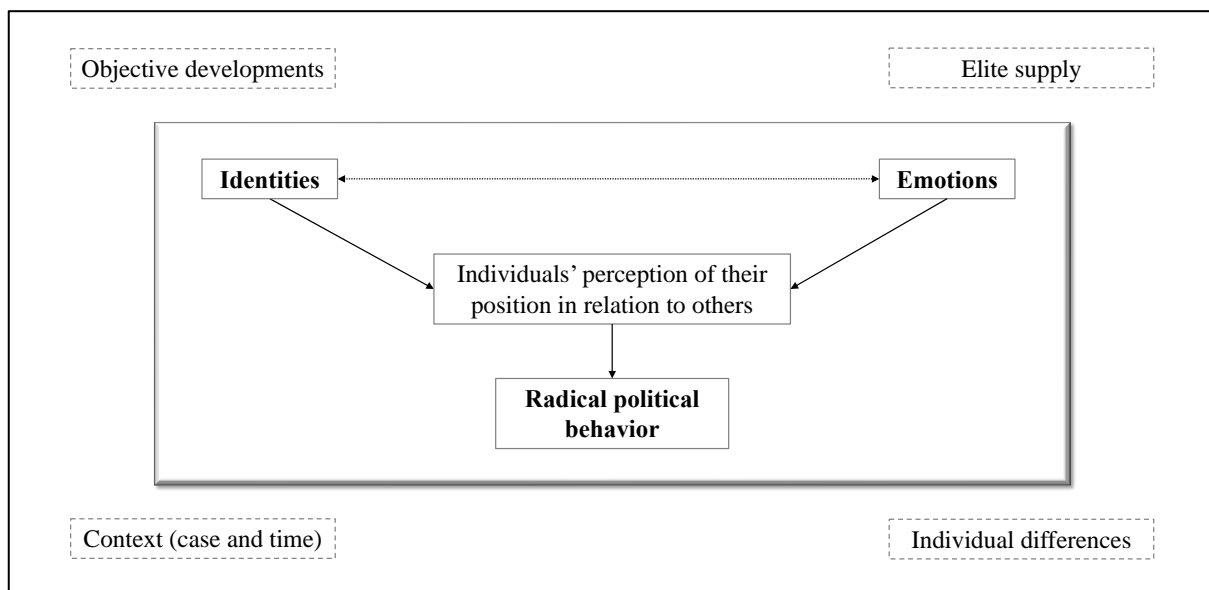 Objective developments
Elite supply
Identities
Emotions
Individuals’ perception of their
position in relation to others
Radical political
behavior
Context (case and time)
Individual differences